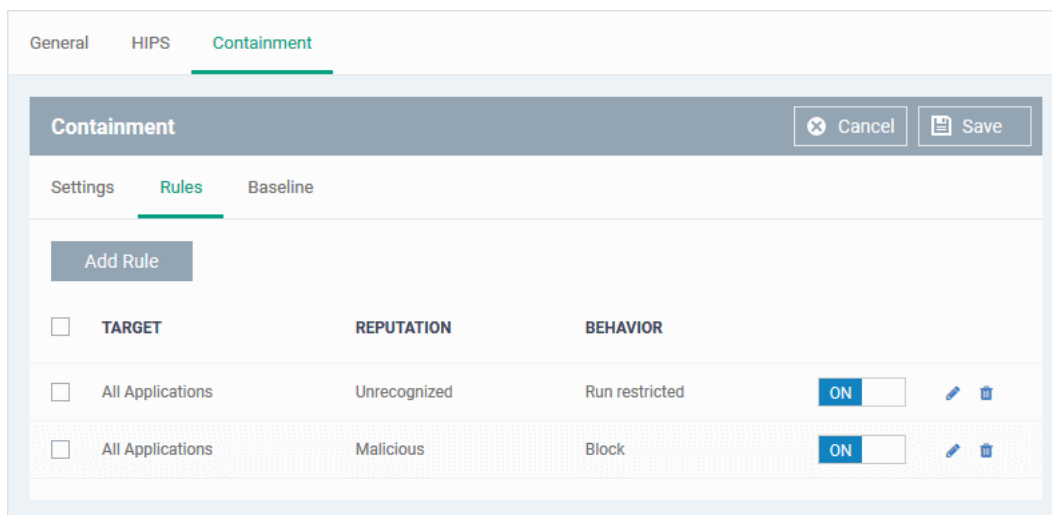 General HIPS Containment
Containment Cancel Save
Settings Rules Baseline
Add Rule
TARGET REPUTATION BEHAVIOR
All Applications Unrecognized Run restricted ON
All Applications Malicious Block ON